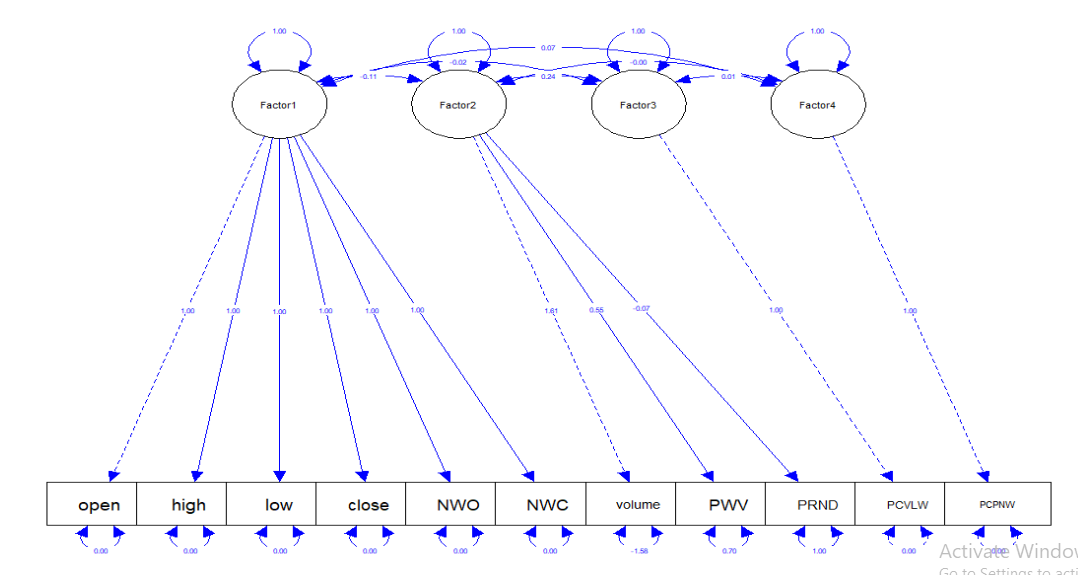 1.00 1.00 1.00 1.00
0.07
-0.02 -0.00
-0.11 0.24 0.01
Factor1 Factor2 Factor3 Factor4
1.00 1.00 1.00 1.00 1.00 1.00 1.61 0.55 -0.07 1.00 1.00
open high low close NWO NWC volume PWV PRND PCVLW PCPNW
0.00 0.00 0.00 0.00 0.00 0.00 -1.58 0.70 1.00 0.00 0.00
Activate Window
Go to Settings to acti